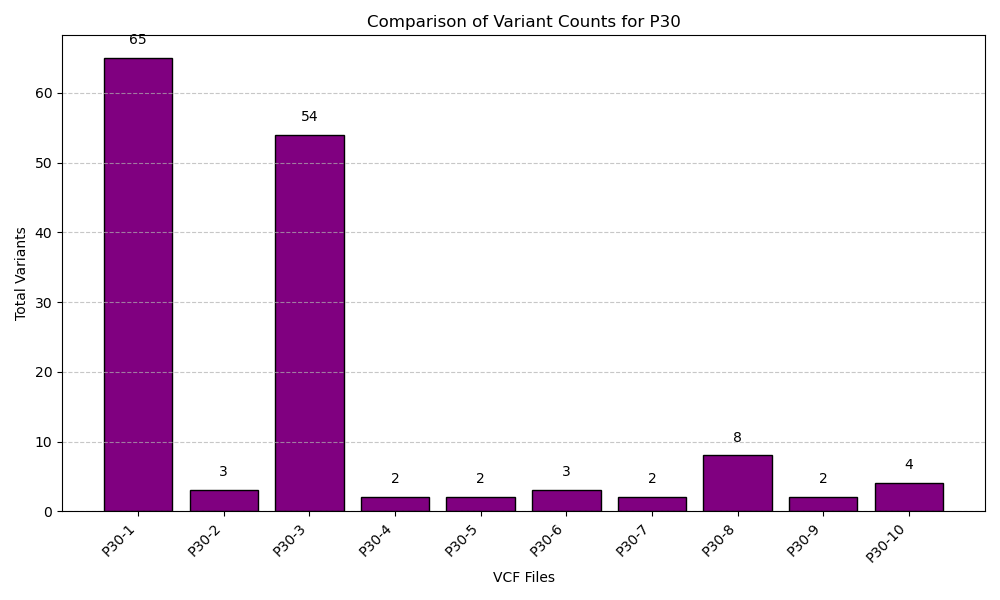 Comparison of Variant Counts for P30
65
54
3
2
2
3
2
8
2
4
60
50
40
30
20
10
0
Total Variants
P30-1
P30-2
P30-3
P30-4
P30-5
P30-6
P30-7
P30-8
P30-9
P30-10
VCF Files